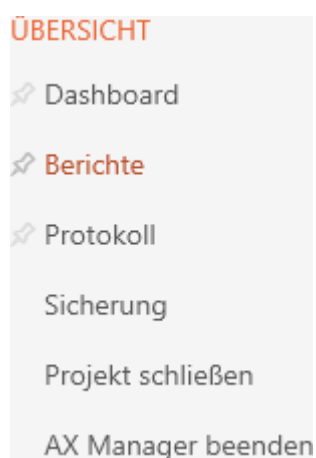 ÜBERSICHT
Dashboard
Berichte
Protokoll
Sicherung
Projekt schließen
AX Manager beenden